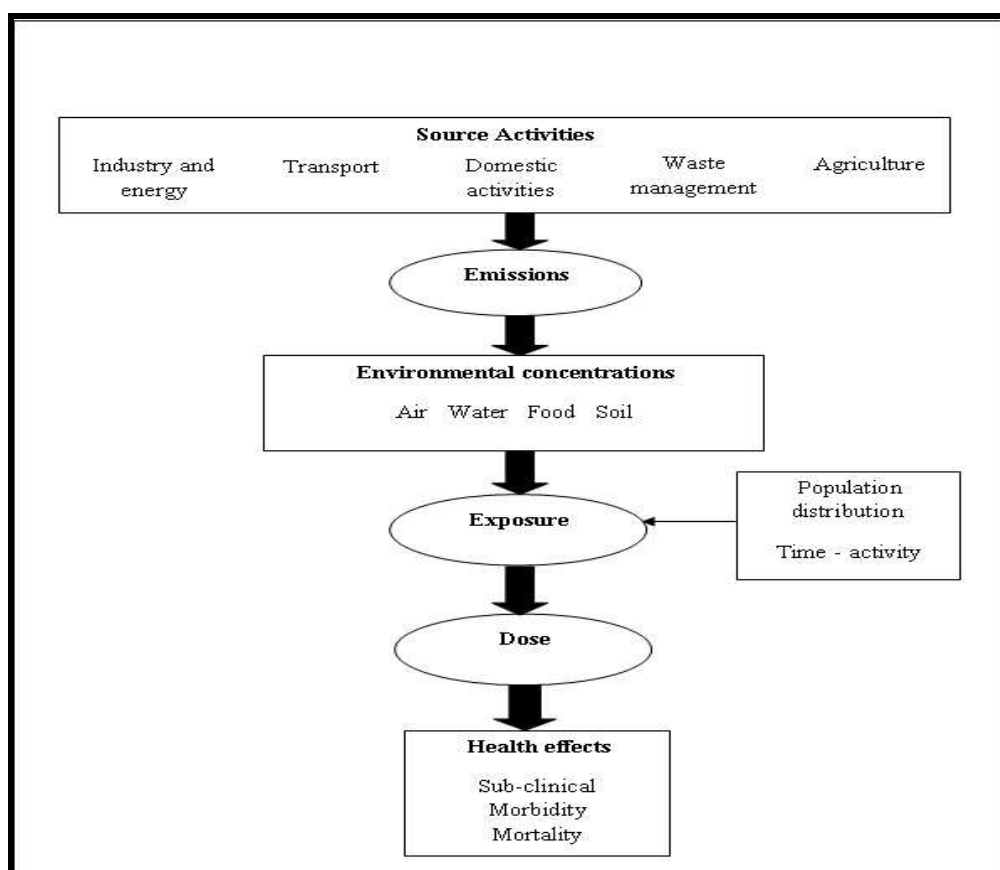 Source Activities
Industry and energy
Transport
Domestic activities
Waste management
Agriculture
Emissions
Environmental concentrations
Air Water Food Soil
Exposure
Population
distribution
Time - activity
Dose
Health effects
Sub-clinical
Morbidity
Mortality